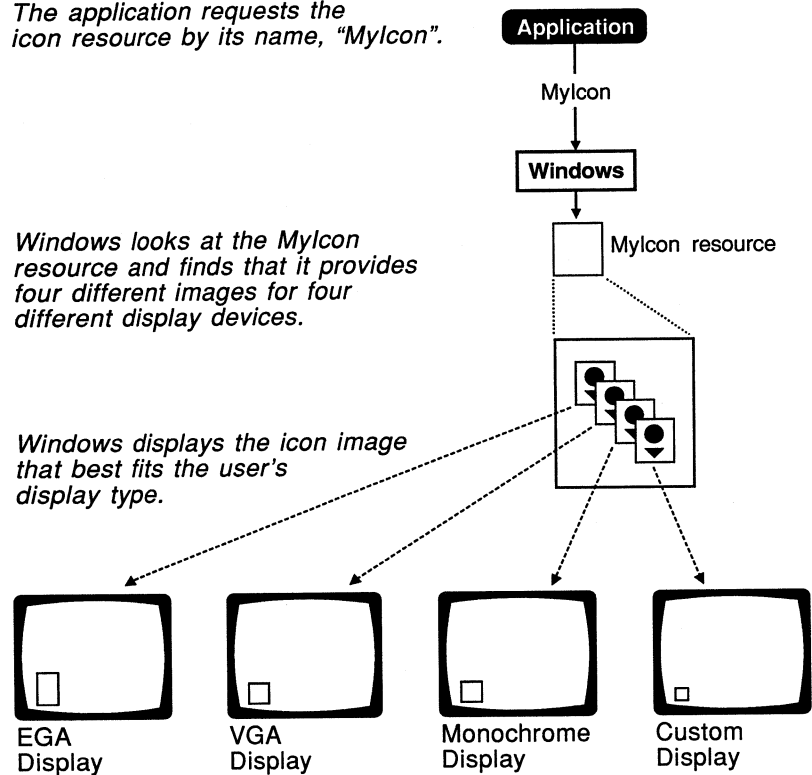 The application requests the
icon resource by its name, “MyIcon”.
Application
MyIcon
Windows
MyIcon resource
Windows looks at the MyIcon
resource and finds that it provides
four different images for four
different display devices.
Windows displays the icon image
that best fits the user's
display type.
EGA
Display
VGA
Display
Monochrome
Display
Custom
Display